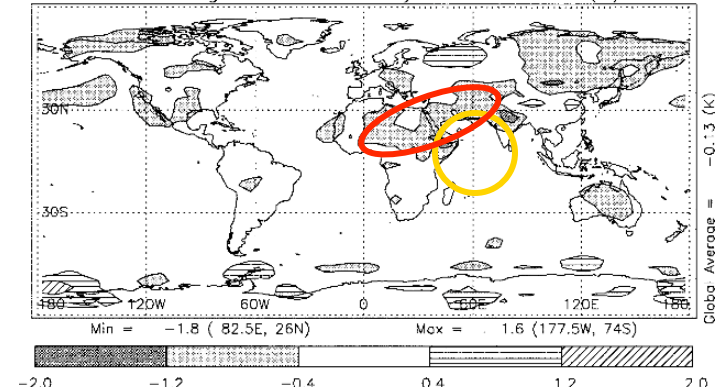 30N
30S
180 120W 60W 0 60E 120E 180
Min = -1.8 ( 82.5E, 26N) Max = 1.6 (177.5W, 74S)
-2.0 -1.2 -0.4 0.4 1.2 2.0
Global Average = -0.13 (K)